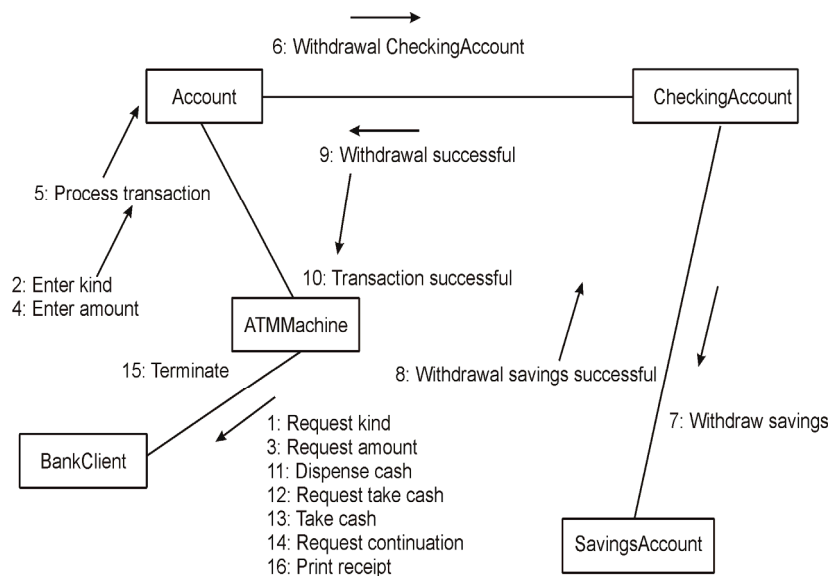 6: Withdrawal CheckingAccount
Account
CheckingAccount
9: Withdrawal successful
5: Process transaction
2: Enter kind
4: Enter amount
10: Transaction successful
ATMMachine
15: Terminate
8: Withdrawal savings successful
7: Withdraw savings
1: Request kind
3: Request amount
11: Dispense cash
12: Request take cash
13: Take cash
14: Request continuation
16: Print receipt
BankClient
SavingsAccount